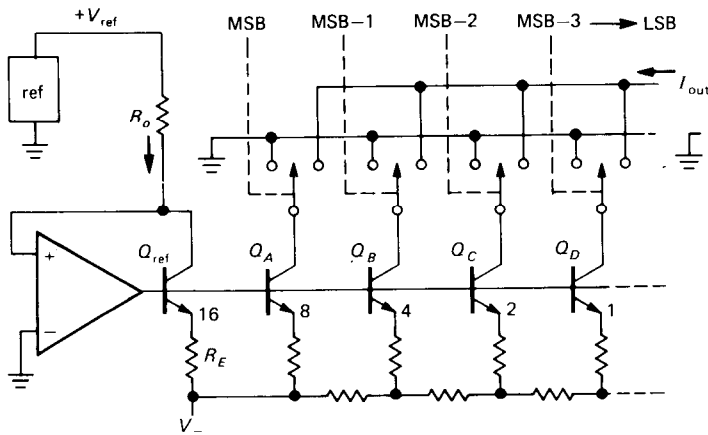 +V_ref
MSB
MSB−1
MSB−2
MSB−3
LSB
ref
R_o
I_out
+
Q_ref
Q_A
Q_B
Q_C
Q_D
−
16
8
4
2
1
R_E
V_−